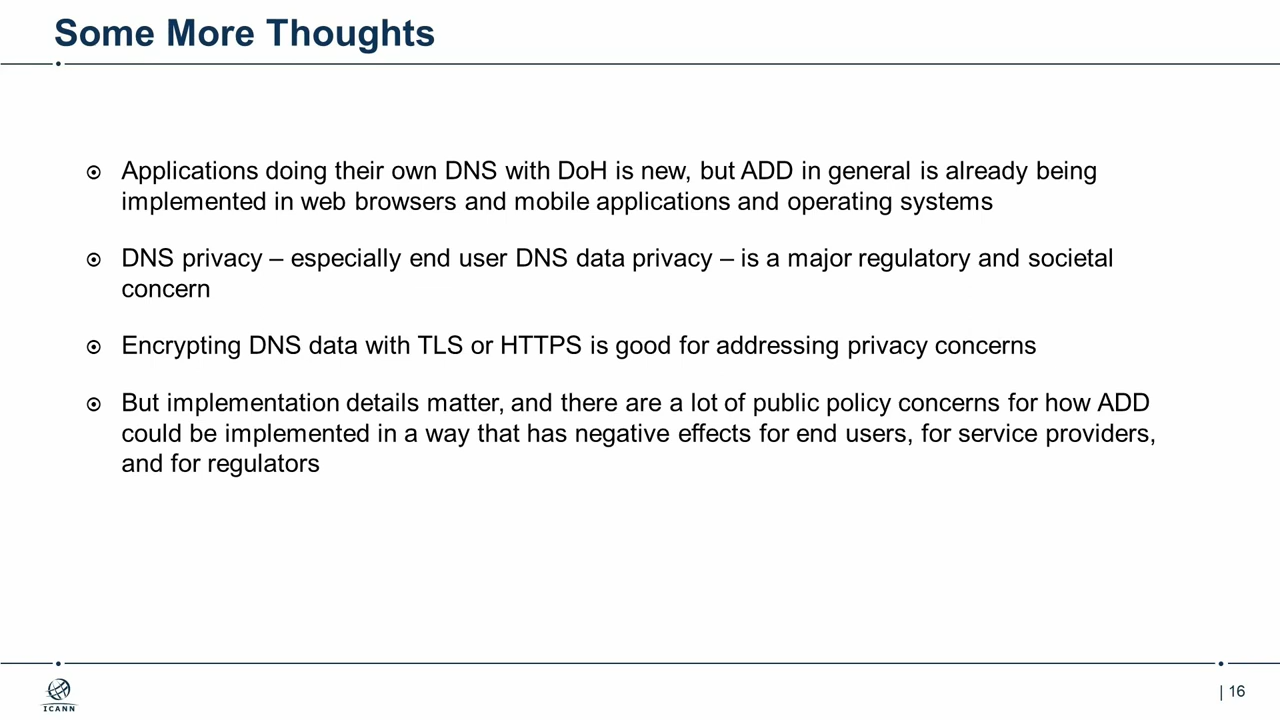 Some More Thoughts
Applications doing their own DNS with DoH is new, but ADD in general is already being
implemented in web browsers and mobile applications and operating systems
DNS privacy – especially end user DNS data privacy – is a major regulatory and societal
concern
Encrypting DNS data with TLS or HTTPS is good for addressing privacy concerns
But implementation details matter, and there are a lot of public policy concerns for how ADD
could be implemented in a way that has negative effects for end users, for service providers,
and for regulators
ICANN
| 16